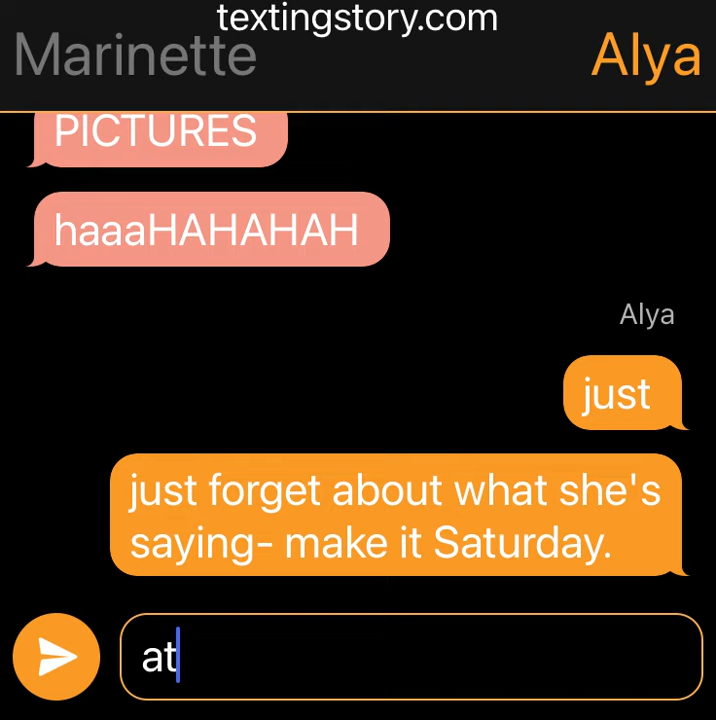 textingstory.com
Marinette
Alya
PICTURES
haaaHAHAHAH
Alya
just
just forget about what she's
saying- make it Saturday.
at